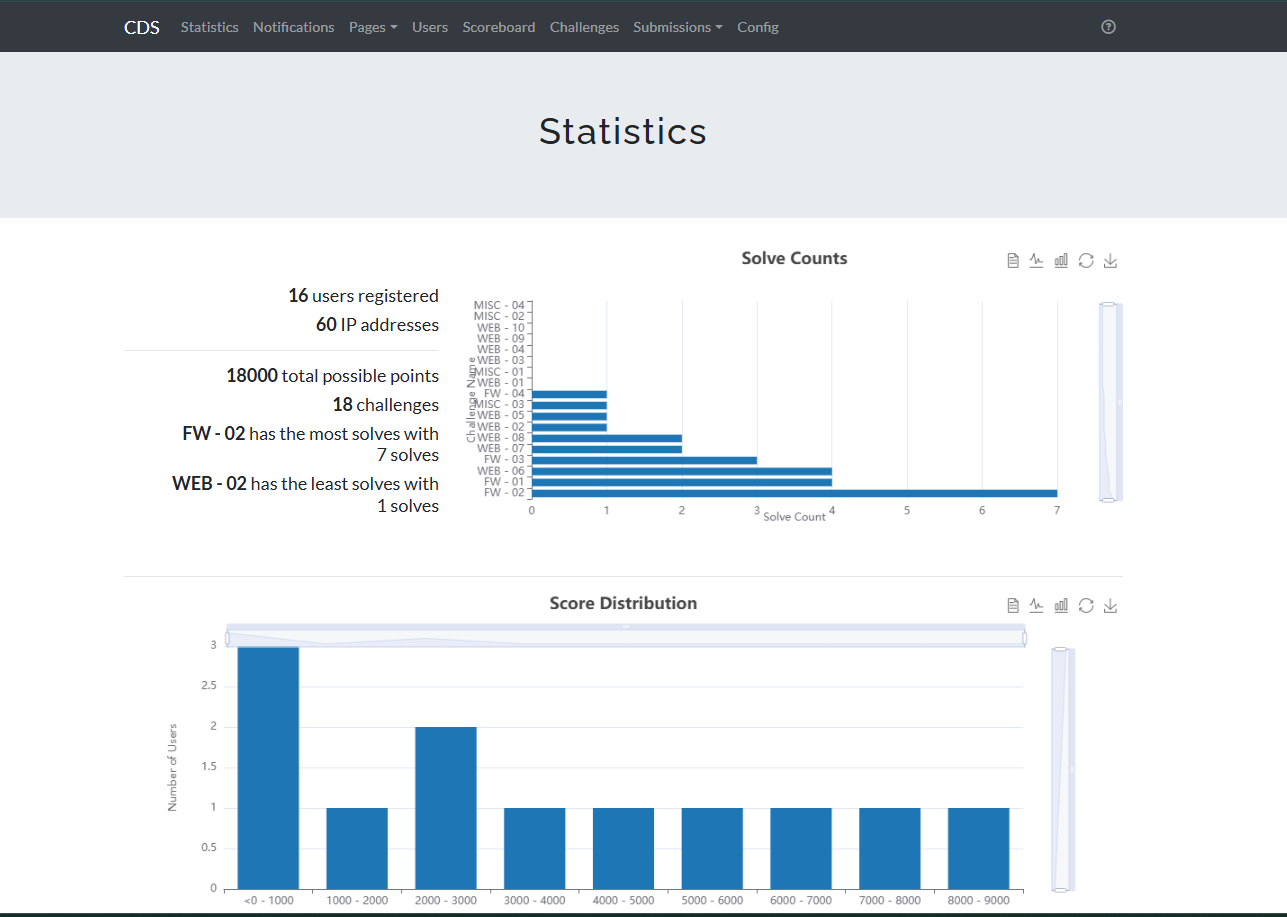 CDS Statistics Notifications Pages Users Scoreboard Challenges Submissions Config
Statistics
16 users registered
60 IP addresses
18000 total possible points
18 challenges
FW - 02 has the most solves with
7 solves
WEB - 02 has the least solves with
1 solves
Solve Counts
Challenge Name
MISC - 04
MISC - 02
WEB - 10
WEB - 09
WEB - 04
WEB - 03
MISC - 01
WEB - 01
FW - 04
MISC - 03
WEB - 05
WEB - 02
WEB - 08
WEB - 07
FW - 03
WEB - 06
FW - 01
FW - 02
0 1 2 3 4 5 6 7
Solve Count
Score Distribution
Number of Users
3
2.5
2
1.5
1
0.5
0
<0 - 1000 1000 - 2000 2000 - 3000 3000 - 4000 4000 - 5000 5000 - 6000 6000 - 7000 7000 - 8000 8000 - 9000